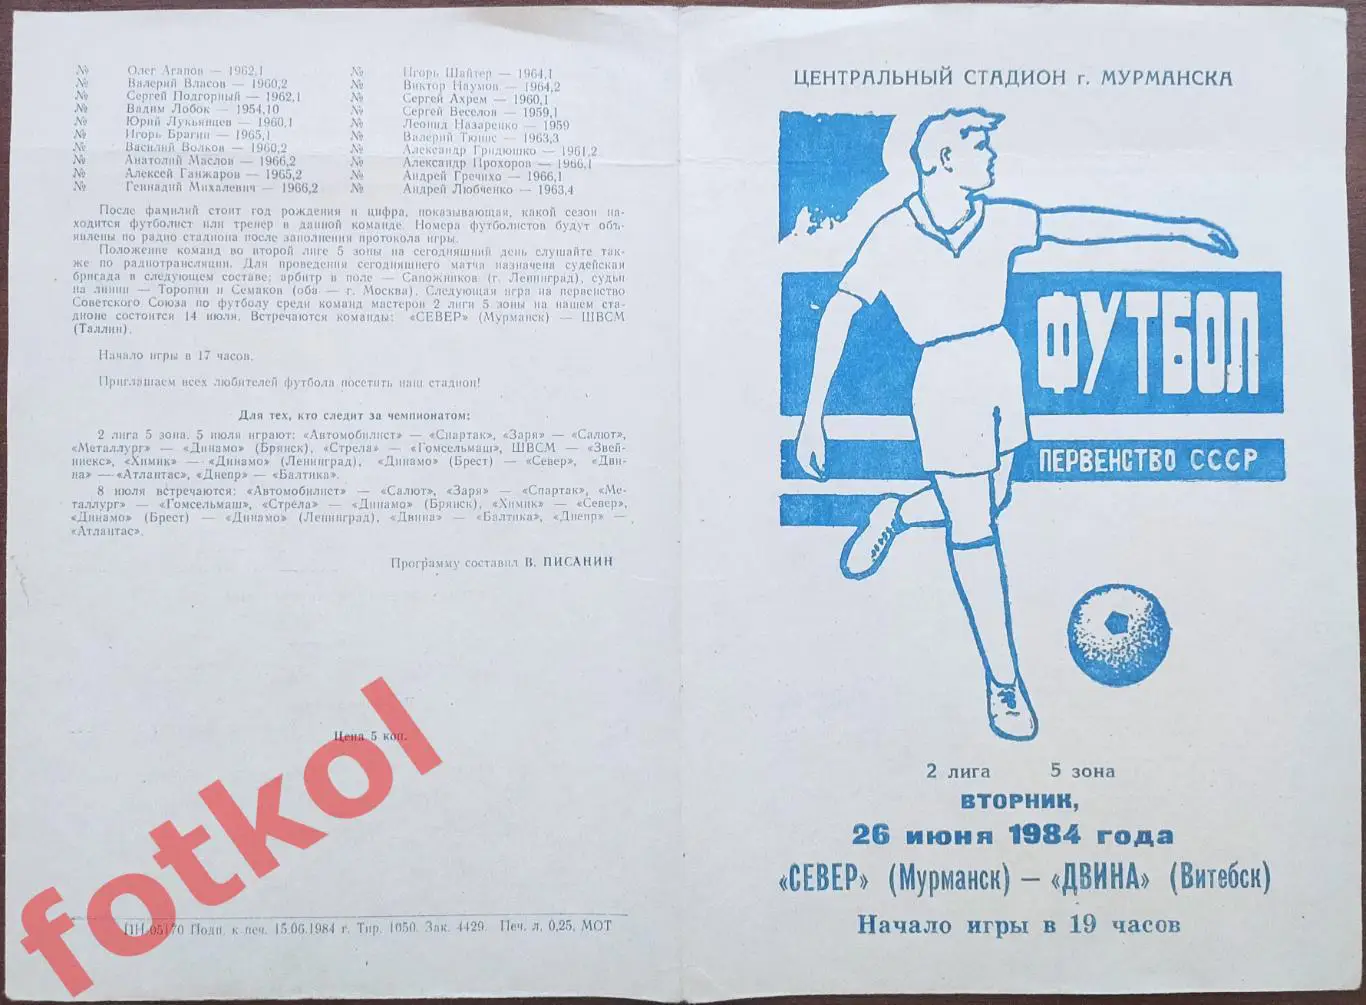 № Олег Агапов — 1962,1
№ Валерий Власов — 1960,2
№ Сергей Подгорный — 1962,1
№ Вадим Лобок — 1954,10
№ Юрий Лукьянцев — 1960,1
№ Игорь Брагин — 1965,1
№ Василий Волков — 1960,2
№ Анатолий Маслов — 1966,2
№ Алексей Ганжаров — 1965,2
№ Геннадий Михалевич — 1966,2
№ Игорь Шайтер — 1964,1
№ Виктор Наумов — 1964,2
№ Сергей Ахрем — 1960,1
№ Сергей Веселов — 1959,1
№ Леонид Назаренко — 1959
№ Валерий Тюнис — 1963,3
№ Александр Гридюшко — 1961,2
№ Александр Прохоров — 1966,1
№ Андрей Гречихо — 1966,1
№ Андрей Любченко — 1963,4
После фамилий стоит год рождения и цифра, показывающая, какой сезон на-
ходится футболист или тренер в данной команде. Номера футболистов будут объ-
явлены по радио стадиона после заполнения протокола игры.
Положение команд во второй лиге 5 зоны на сегодняшний день слушайте так-
же по радиотрансляции. Для проведения сегодняшнего матча назначена судейская
бригада в следующем составе: арбитр в поле — Сапожников (г. Ленинград), судьи
на линии — Торопин и Семаков (оба — г. Москва). Следующая игра на первенство
Советского Союза по футболу среди команд мастеров 2 лиги 5 зоны на нашем ста-
дионе состоится 14 июля. Встречаются команды: «СЕВЕР» (Мурманск) — ШВСМ
(Таллин).
Начало игры в 17 часов.
Приглашаем всех любителей футбола посетить наш стадион!
Для тех, кто следит за чемпионатом:
2 лига 5 зона. 5 июля играют: «Автомобилист» — «Спартак», «Заря» — «Салют»,
«Металлург» — «Динамо» (Брянск), «Стрела» — «Гомсельмаш», ШВСМ — «Звей-
ниекс», «Химик» — «Динамо» (Ленинград), «Динамо» (Брест) — «Север», «Дви-
на» — «Атлантас», «Днепр» — «Балтика».
8 июля встречаются: «Автомобилист» — «Салют», «Заря» — «Спартак», «Ме-
таллург» — «Гомсельмаш», «Стрела» — «Динамо» (Брянск), «Химик» — «Север»,
«Динамо» (Брест) — «Динамо» (Ленинград), «Двина» — «Балтика», «Днепр» —
«Атлантас».
Программу составил В. ПИСАНИН
Цена 5 коп.
ПН-05170 Подп. к печ. 15.06.1984 г. Тир. 1050. Зак. 4429. Печ. л. 0,25, МОТ
fotkol
ЦЕНТРАЛЬНЫЙ СТАДИОН г. МУРМАНСКА
ФУТБОЛ
ПЕРВЕНСТВО СССР
2 лига 5 зона
ВТОРНИК,
26 июня 1984 года
«СЕВЕР» (Мурманск) — «ДВИНА» (Витебск)
Начало игры в 19 часов